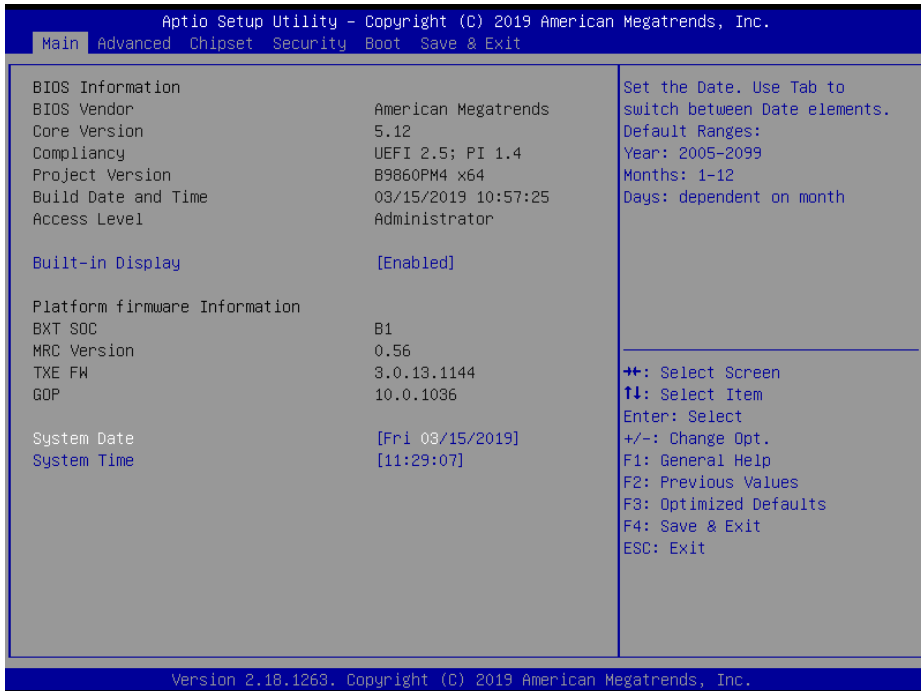 Aptio Setup Utility – Copyright (C) 2019 American Megatrends, Inc.
Main Advanced Chipset Security Boot Save & Exit
BIOS Information
BIOS Vendor American Megatrends
Core Version 5.12
Compliancy UEFI 2.5; PI 1.4
Project Version B9860PM4 x64
Build Date and Time 03/15/2019 10:57:25
Access Level Administrator
Built-in Display [Enabled]
Platform firmware Information
BXT SOC B1
MRC Version 0.56
TXE FW 3.0.13.1144
GOP 10.0.1036
System Date [Fri 03/15/2019]
System Time [11:29:07]
Set the Date. Use Tab to
switch between Date elements.
Default Ranges:
Year: 2005-2099
Months: 1-12
Days: dependent on month
→←: Select Screen
↑↓: Select Item
Enter: Select
+/-: Change Opt.
F1: General Help
F2: Previous Values
F3: Optimized Defaults
F4: Save & Exit
ESC: Exit
Version 2.18.1263. Copyright (C) 2019 American Megatrends, Inc.